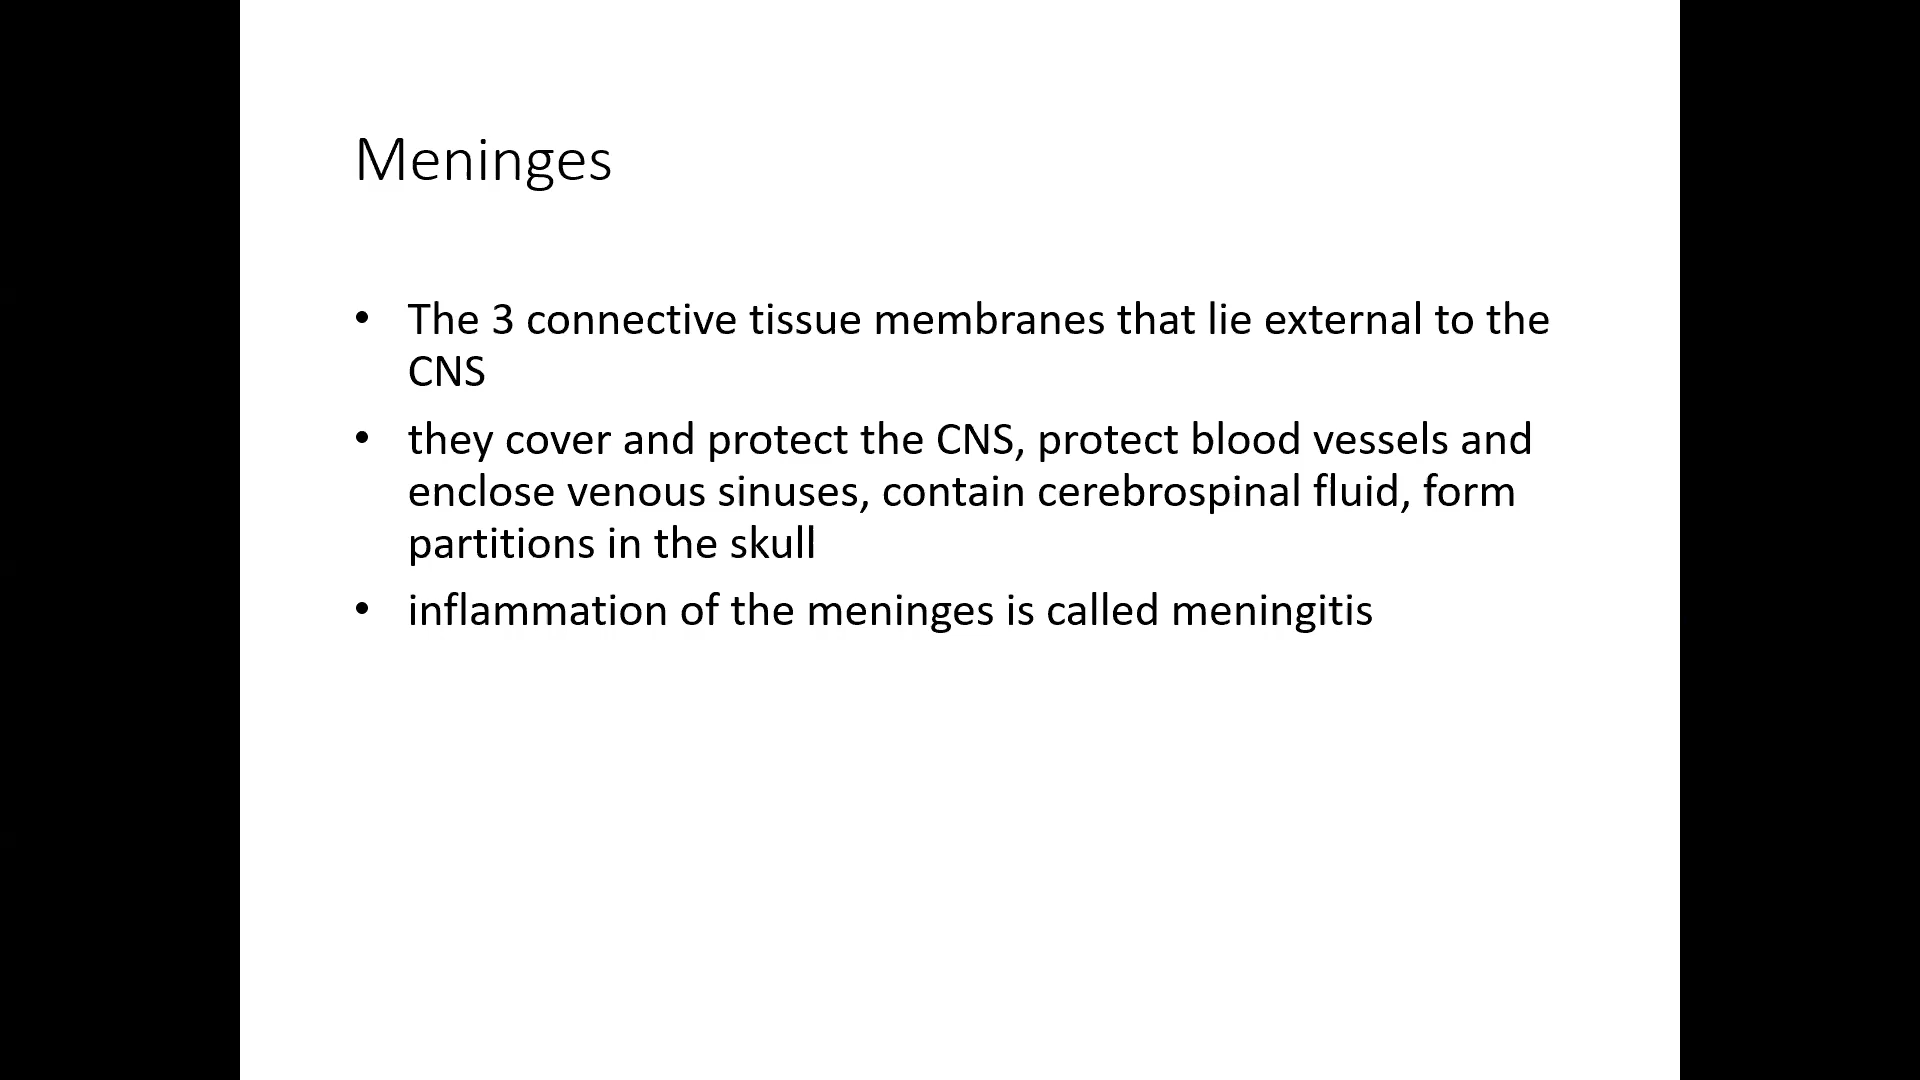 Meninges
• The 3 connective tissue membranes that lie external to the
CNS
• they cover and protect the CNS, protect blood vessels and
enclose venous sinuses, contain cerebrospinal fluid, form
partitions in the skull
• inflammation of the meninges is called meningitis